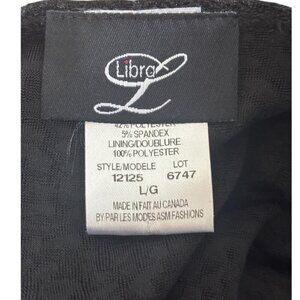 Libra
L
42% POLYESTER
5% SPANDEX
LINING/DOUBLURE
100% POLYESTER
STYLE/MODELE LOT
12125 6747
L/G
MADE IN FAIT AU CANADA
BY PAR LES MODES ASM FASHIONS